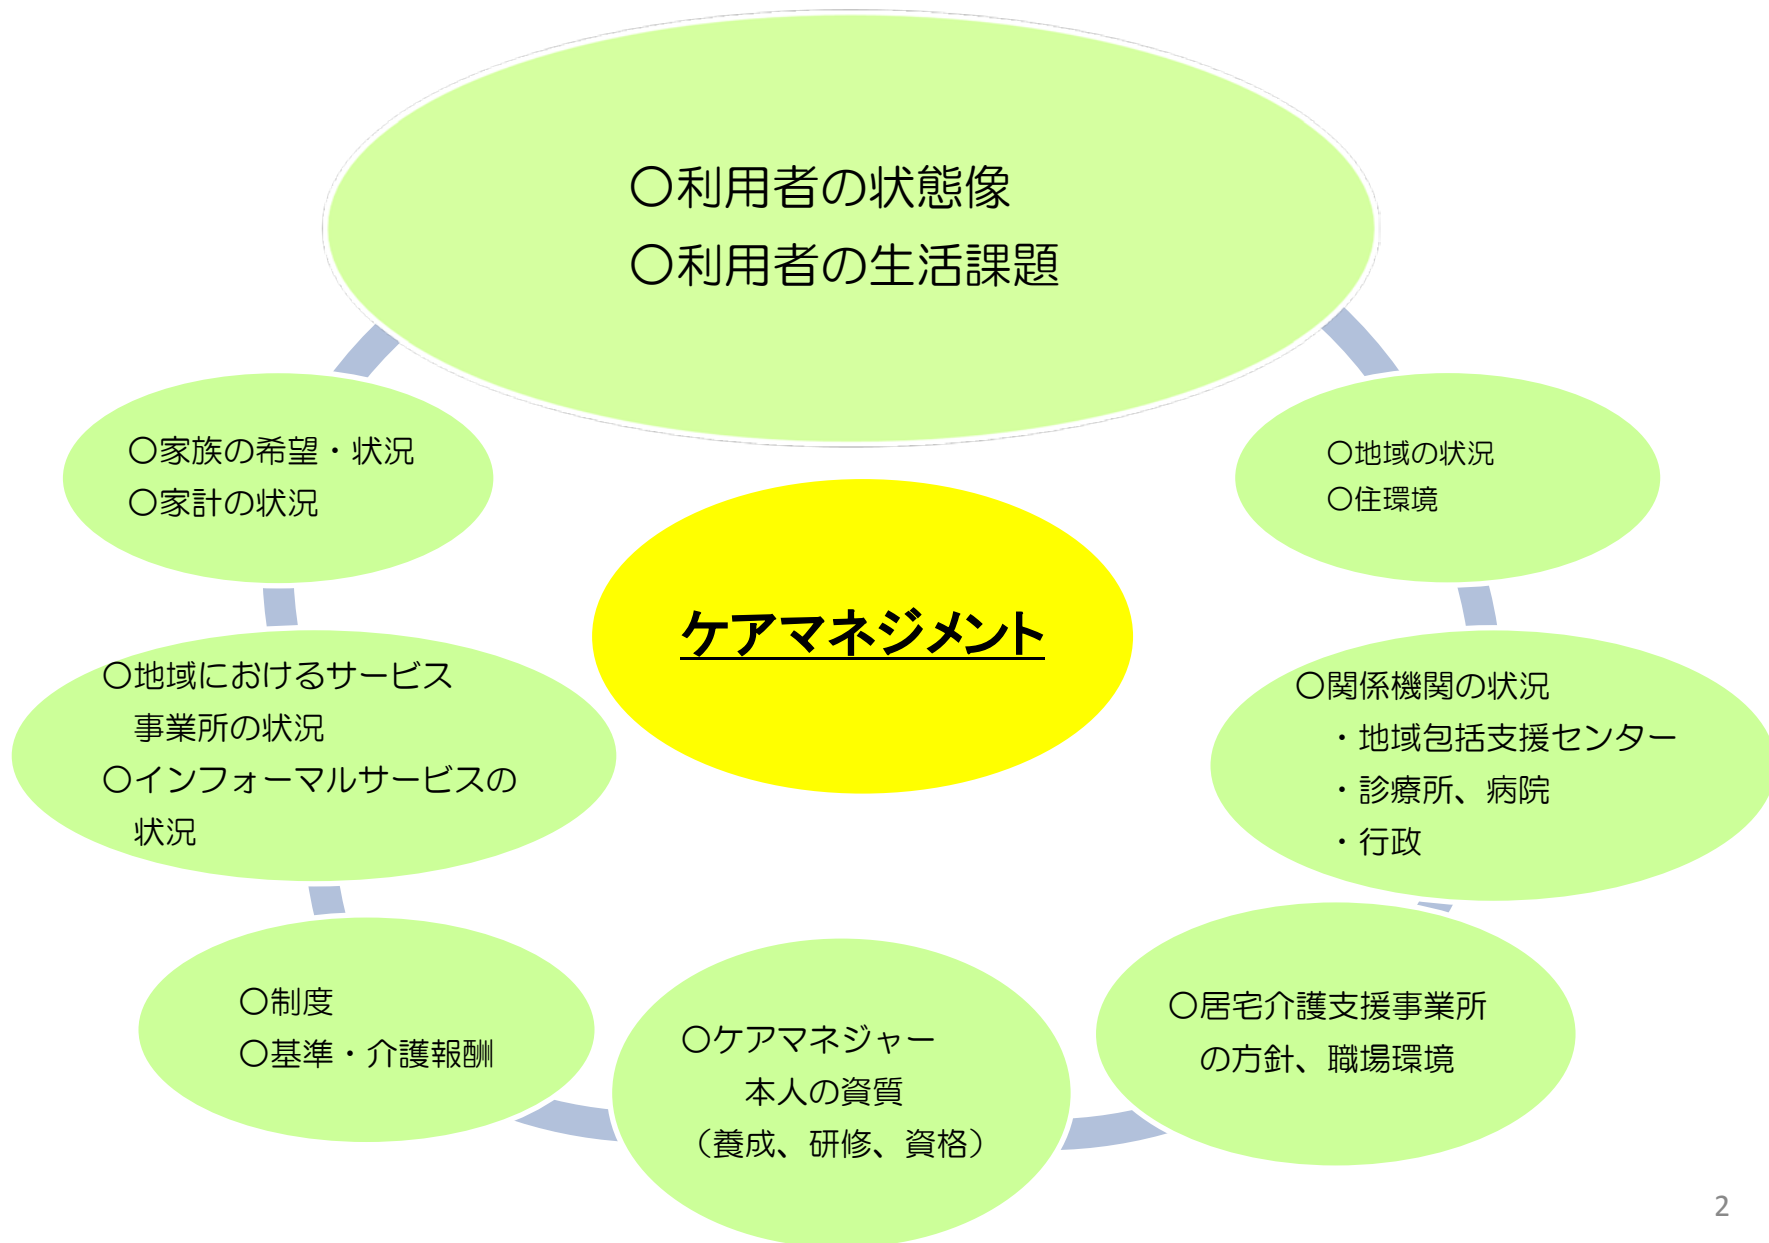 〇利用者の状態像
〇利用者の生活課題
〇家族の希望・状況
〇家計の状況
〇地域の状況
〇住環境
ケアマネジメント
〇地域におけるサービス
事業所の状況
〇インフォーマルサービスの
状況
〇関係機関の状況
・地域包括支援センター
・診療所、病院
・行政
〇制度
〇基準・介護報酬
〇ケアマネジャー
本人の資質
（養成、研修、資格）
〇居宅介護支援事業所
の方針、職場環境
2